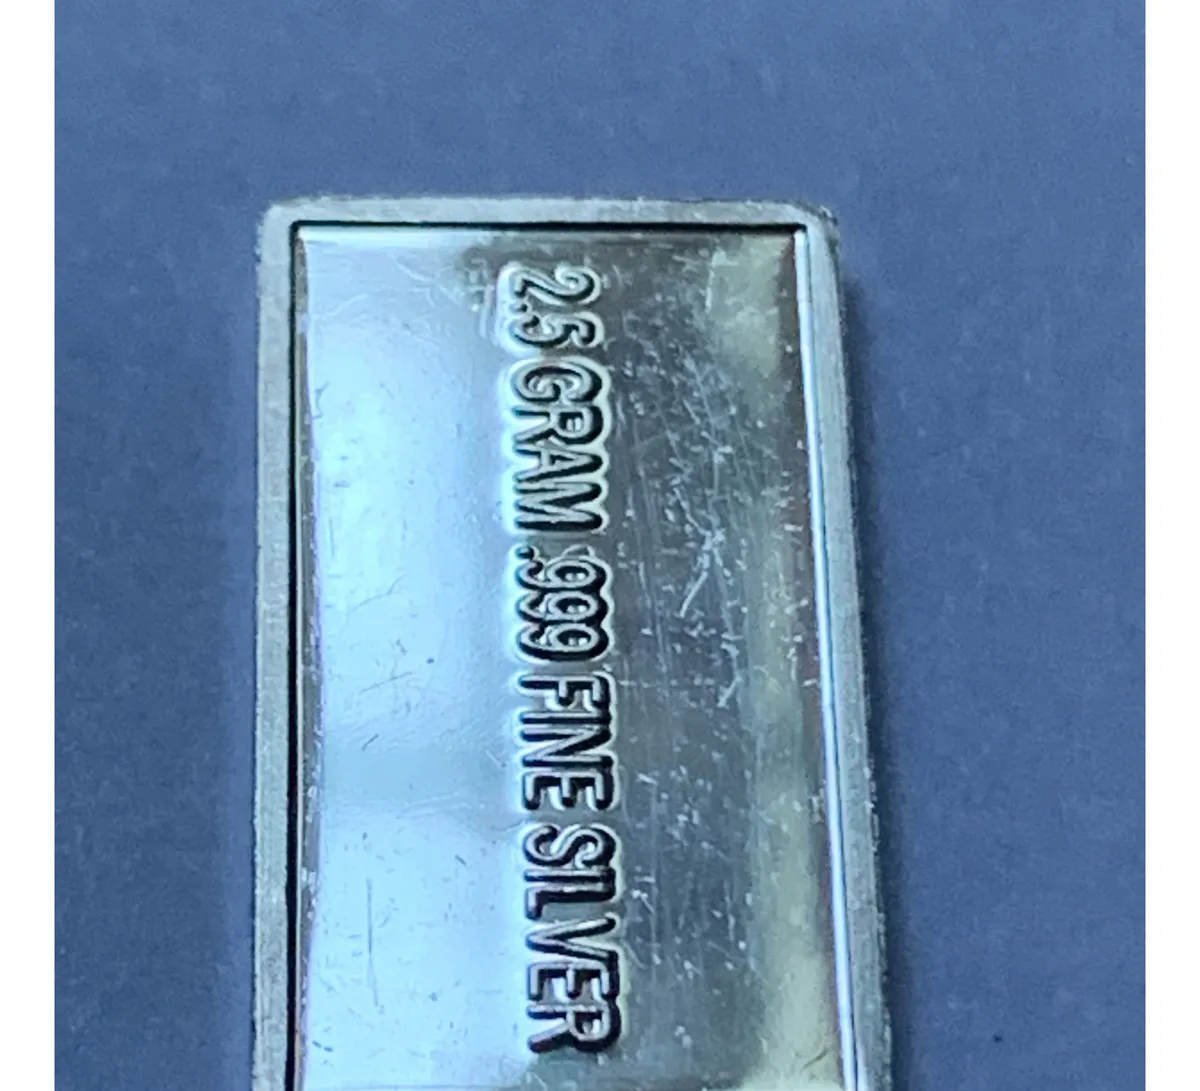 2.5 GRAM .999 FINE SILVER